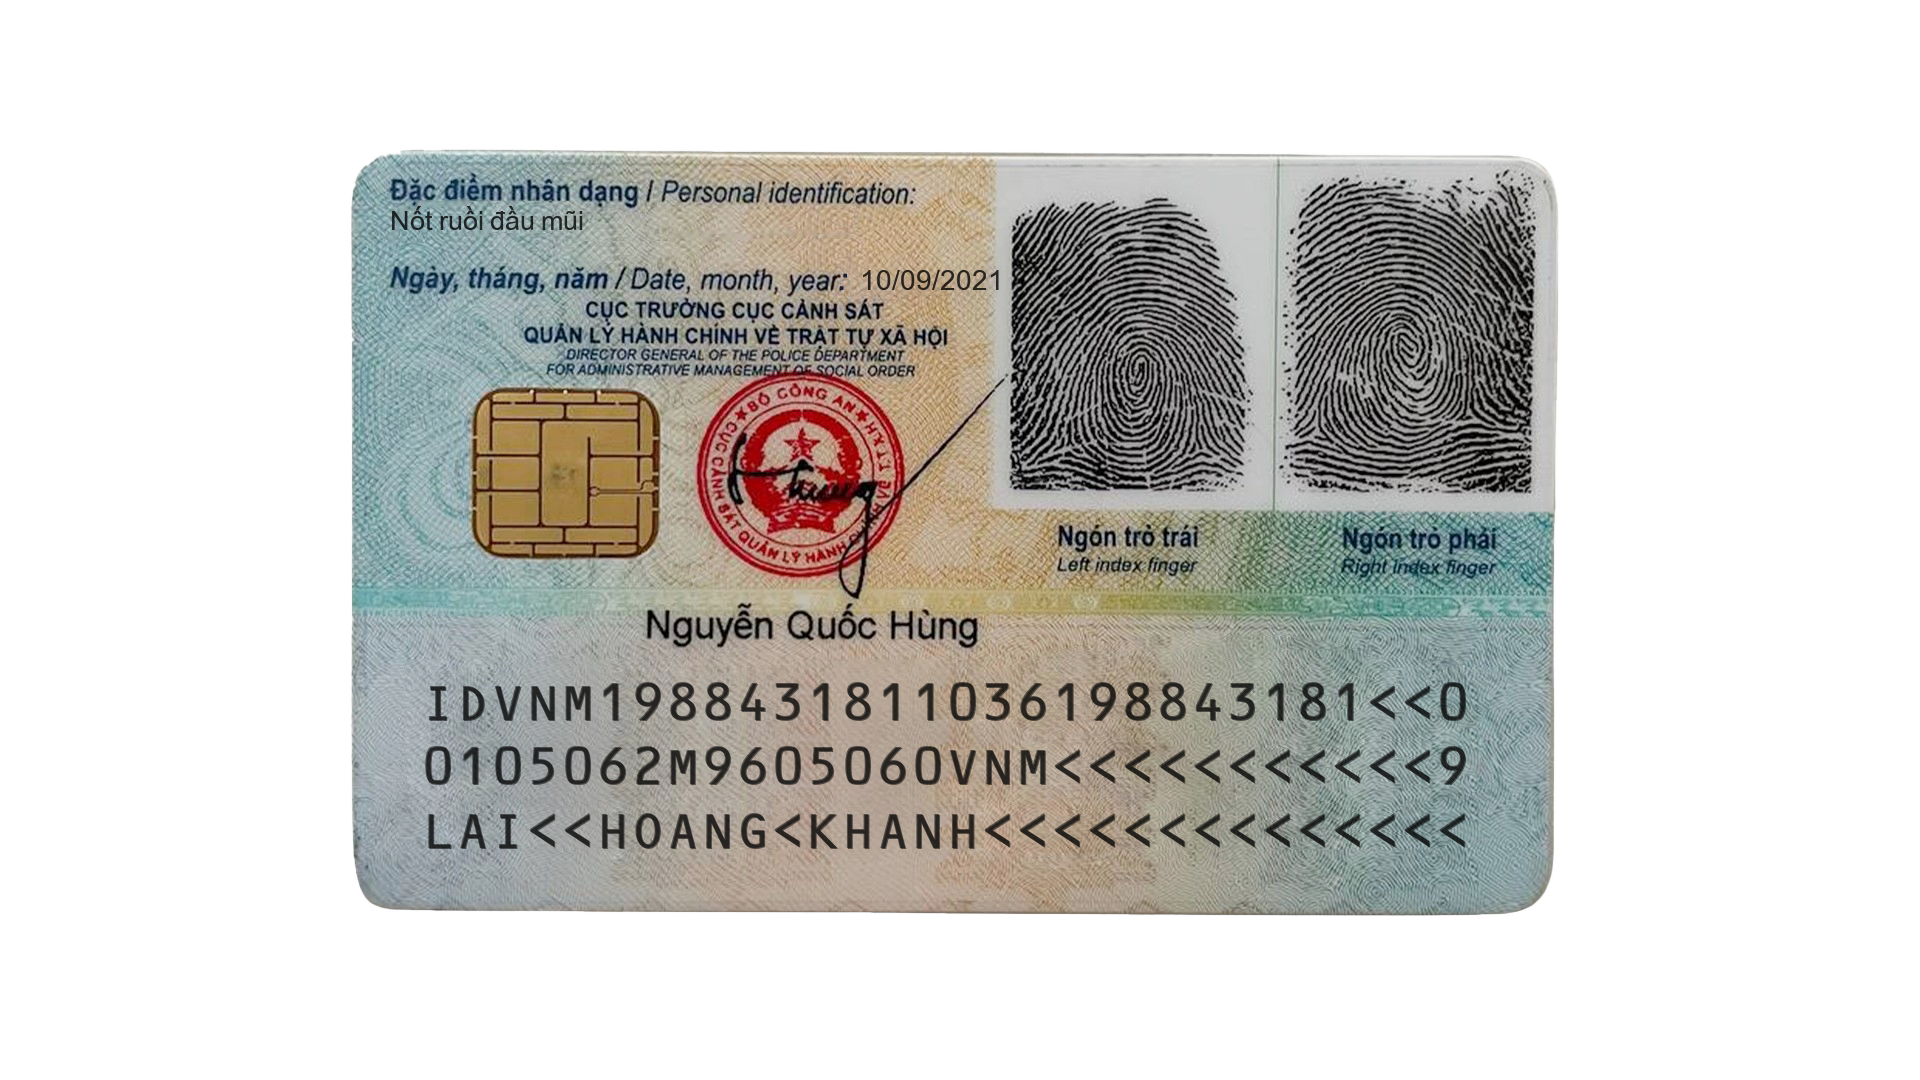 Đặc điểm nhân dạng / Personal identification:
Nốt ruồi đầu mũi
Ngày, tháng, năm / Date, month, year: 10/09/2021
CỤC TRƯỞNG CỤC CẢNH SÁT
QUẢN LÝ HÀNH CHÍNH VỀ TRẬT TỰ XÃ HỘI
DIRECTOR GENERAL OF THE POLICE DEPARTMENT
FOR ADMINISTRATIVE MANAGEMENT OF SOCIAL ORDER
BỘ CÔNG AN
CỤC CẢNH SÁT QUẢN LÝ HÀNH CHÍNH VỀ TTXH
Ngón trỏ trái
Left index finger
Ngón trỏ phải
Right index finger
Nguyễn Quốc Hùng
IDVNM1988431811036198843181<<0
0105062M9605060VNM<<<<<<<<<<<9
LAI<<HOANG<KHANH<<<<<<<<<<<<<<